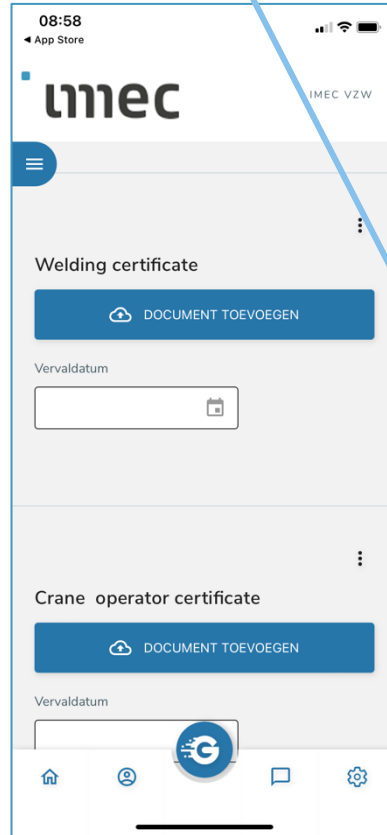 08:58
App Store
imec
IMEC VZW
Welding certificate
DOCUMENT TOEVOEGEN
Vervaldatum
Crane operator certificate
DOCUMENT TOEVOEGEN
Vervaldatum
G